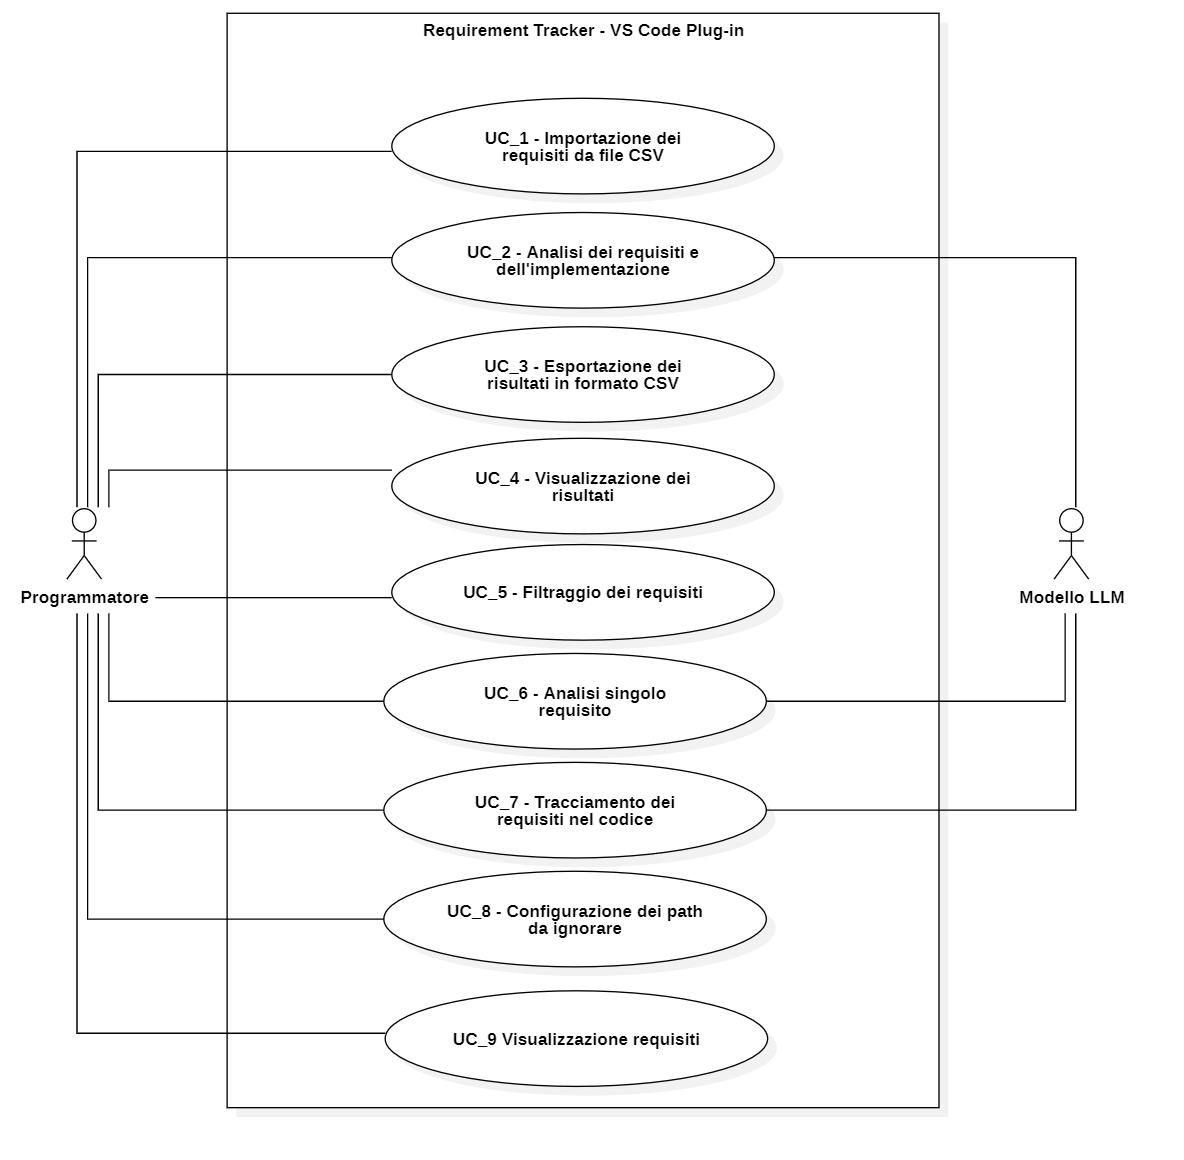 Requirement Tracker - VS Code Plug-in
UC_1 - Importazione dei
requisiti da file CSV
UC_2 - Analisi dei requisiti e
dell'implementazione
UC_3 - Esportazione dei
risultati in formato CSV
UC_4 - Visualizzazione dei
risultati
UC_5 - Filtraggio dei requisiti
Programmatore
Modello LLM
UC_6 - Analisi singolo
requisito
UC_7 - Tracciamento dei
requisiti nel codice
UC_8 - Configurazione dei path
da ignorare
UC_9 Visualizzazione requisiti